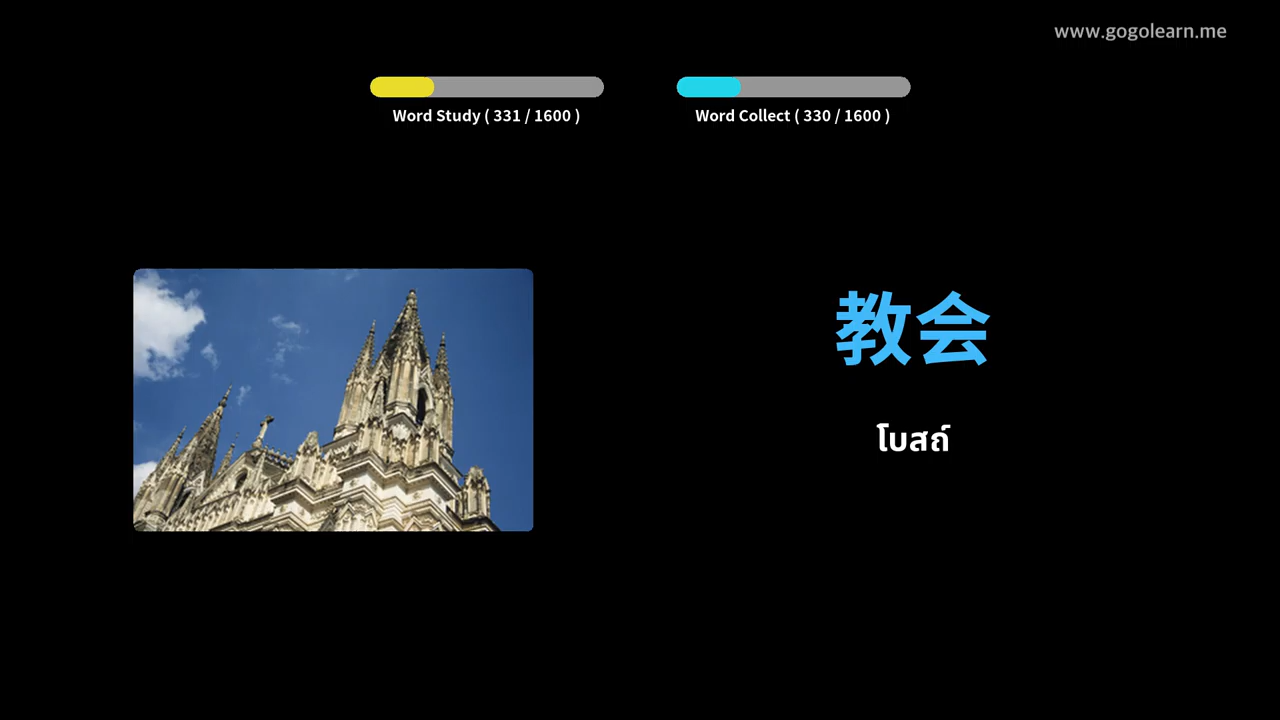 www.gogolearn.me
Word Study ( 331 / 1600 )
Word Collect ( 330 / 1600 )
教会
โบสถ์